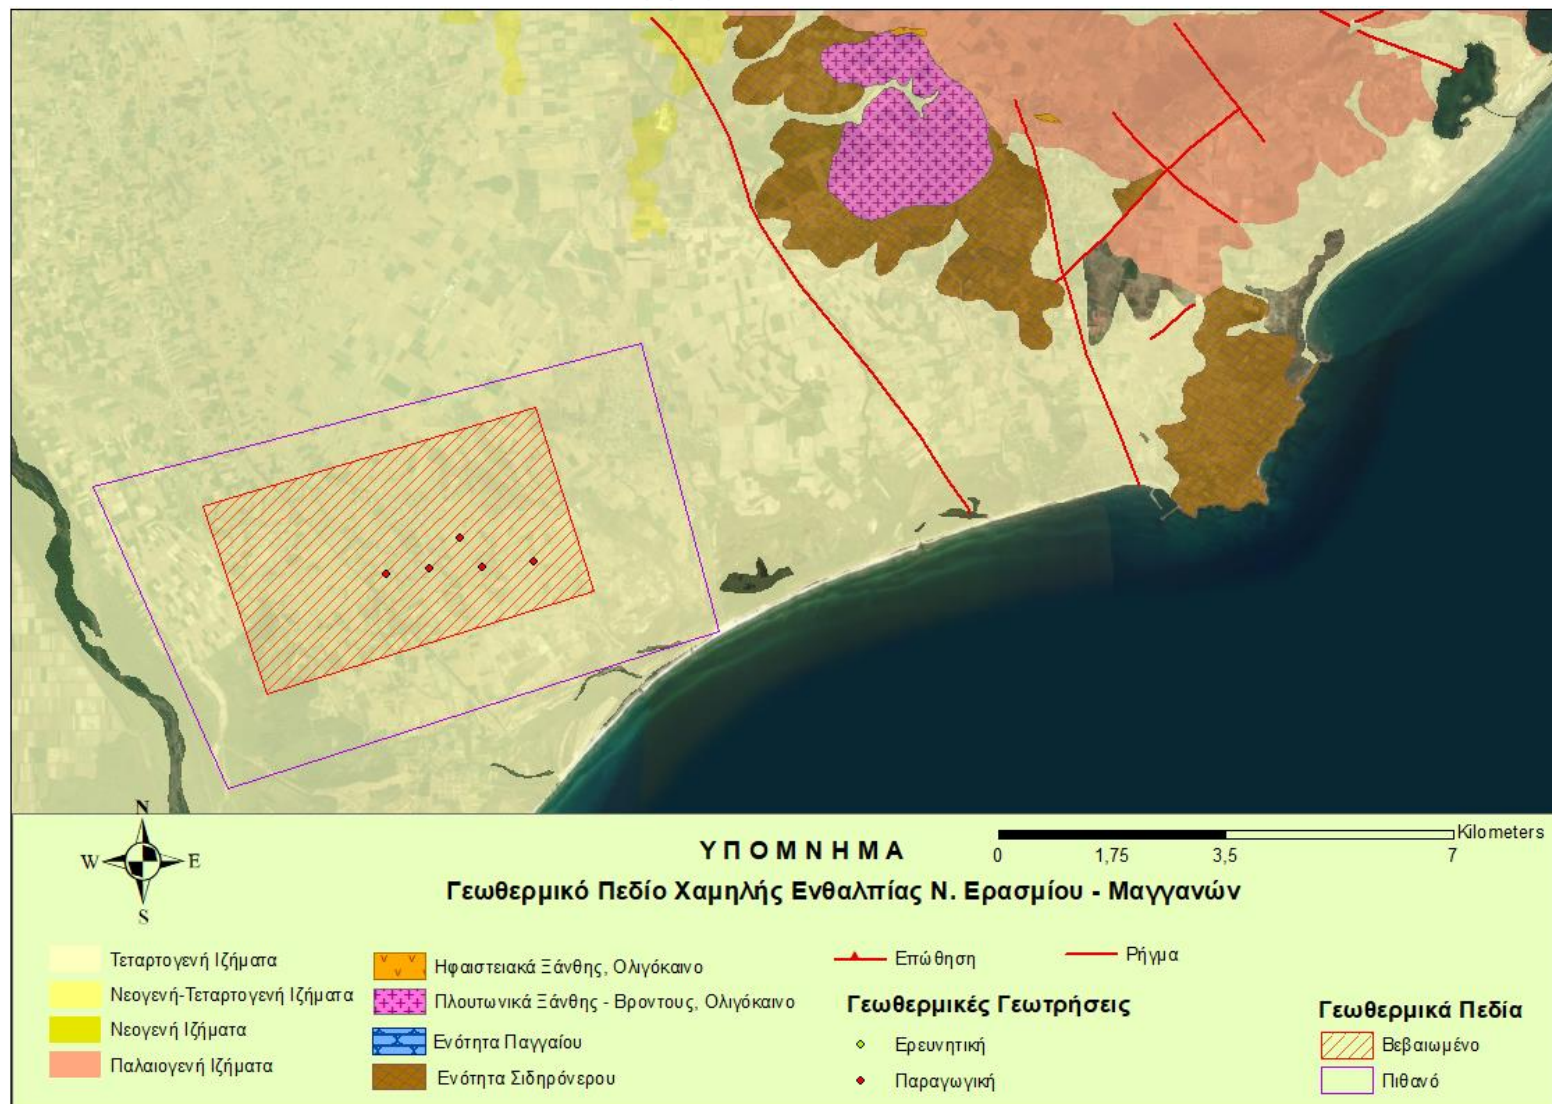 N
W E
S
ΥΠΟΜΝΗΜΑ
Kilometers
0 1,75 3,5 7
Γεωθερμικό Πεδίο Χαμηλής Ενθαλπίας Ν. Ερασμίου - Μαγγανών
Τεταρτογενή Ιζήματα
Νεογενή-Τεταρτογενή Ιζήματα
Νεογενή Ιζήματα
Παλαιογενή Ιζήματα
Ηφαιστειακά Ξάνθης, Ολιγόκαινο
Πλουτωνικά Ξάνθης - Βροντους, Ολιγόκαινο
Ενότητα Παγγαίου
Ενότητα Σιδηρόνερου
Επώθηση
Ρήγμα
Γεωθερμικές Γεωτρήσεις
Ερευνητική
Παραγωγική
Γεωθερμικά Πεδία
Βεβαιωμένο
Πιθανό